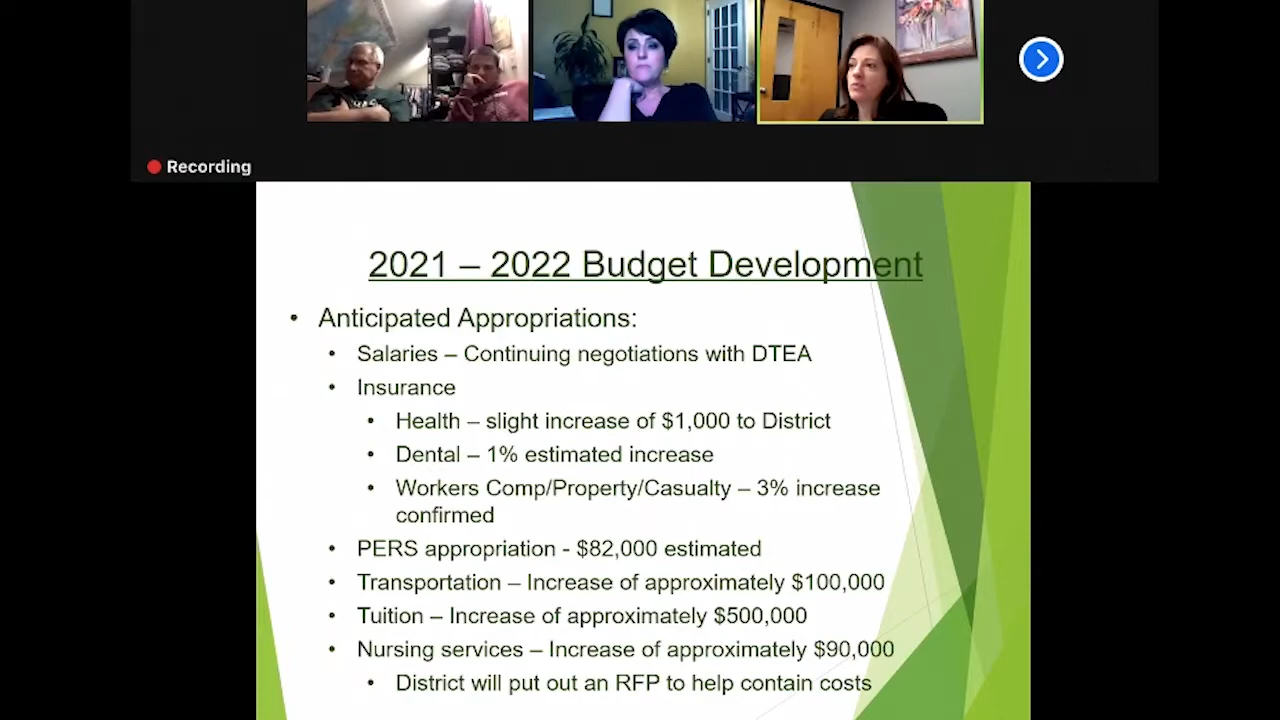 Recording
2021 – 2022 Budget Development
• Anticipated Appropriations:
• Salaries – Continuing negotiations with DTEA
• Insurance
• Health – slight increase of $1,000 to District
• Dental – 1% estimated increase
• Workers Comp/Property/Casualty – 3% increase
confirmed
• PERS appropriation - $82,000 estimated
• Transportation – Increase of approximately $100,000
• Tuition – Increase of approximately $500,000
• Nursing services – Increase of approximately $90,000
• District will put out an RFP to help contain costs